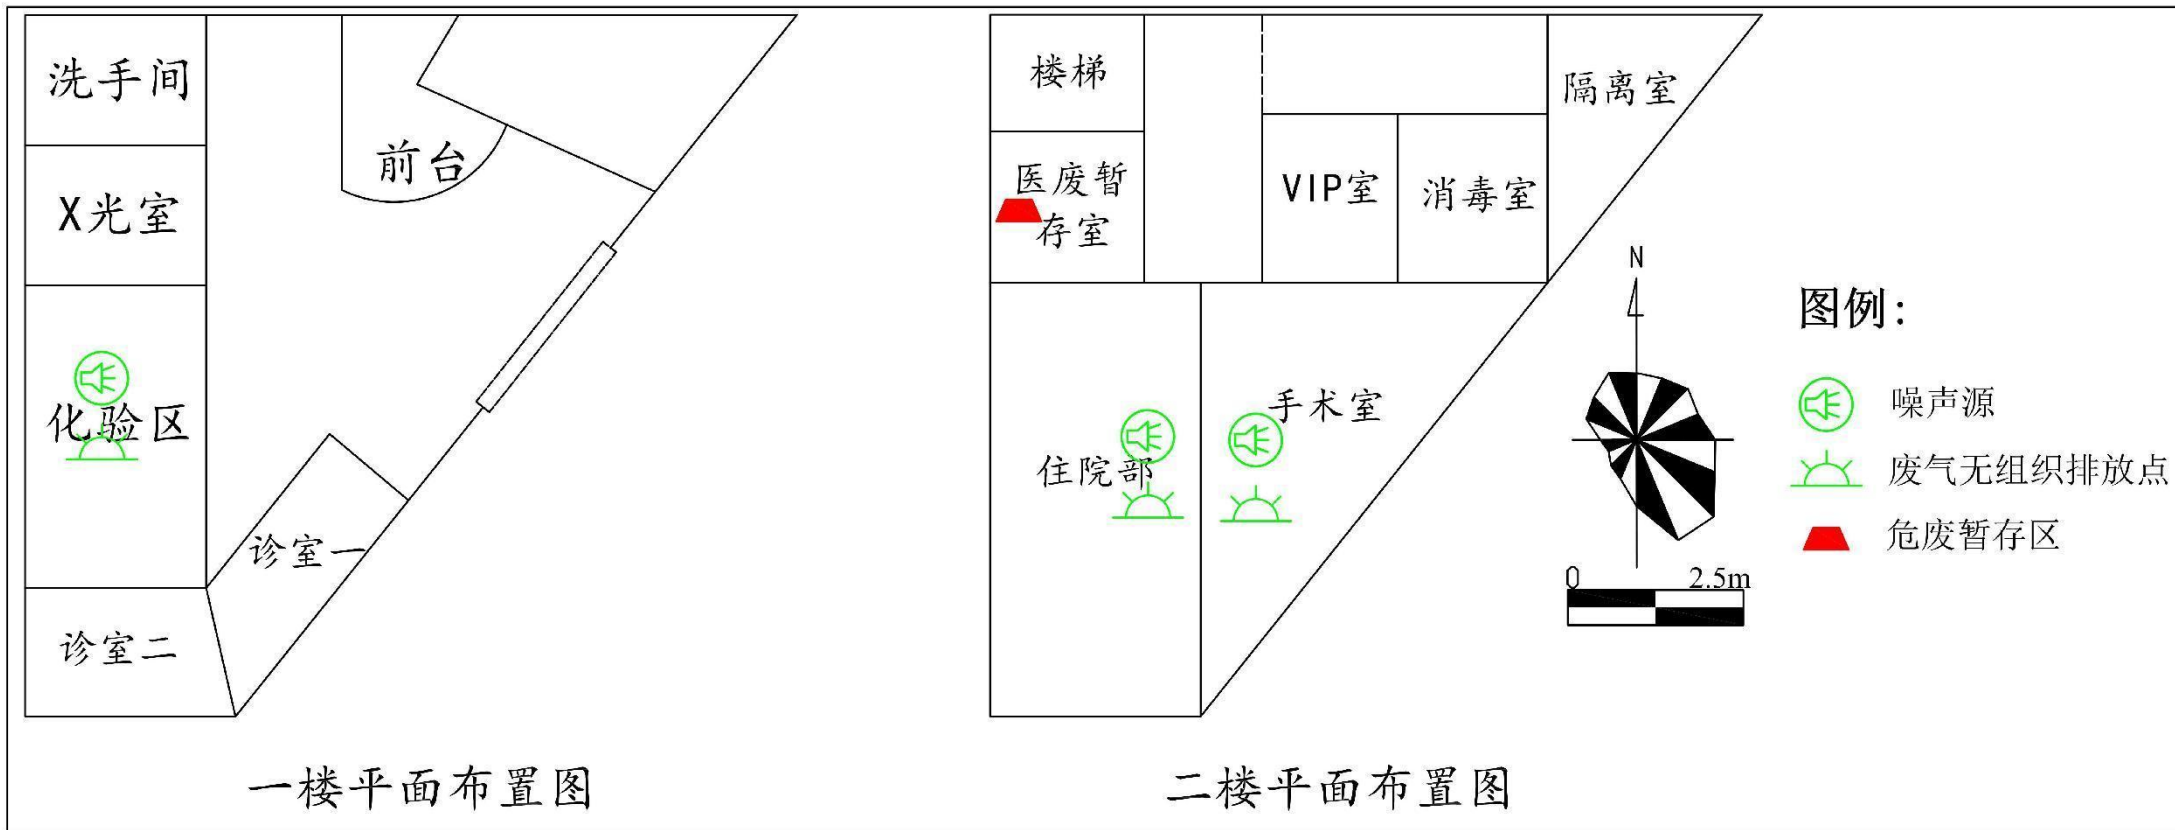 洗手间
X光室
前台
化验区
诊室一
诊室二
一楼平面布置图
楼梯
医废暂
存室
VIP室
消毒室
隔离室
住院部
手术室
二楼平面布置图
N
0
2.5m
图例:
噪声源
废气无组织排放点
危废暂存区